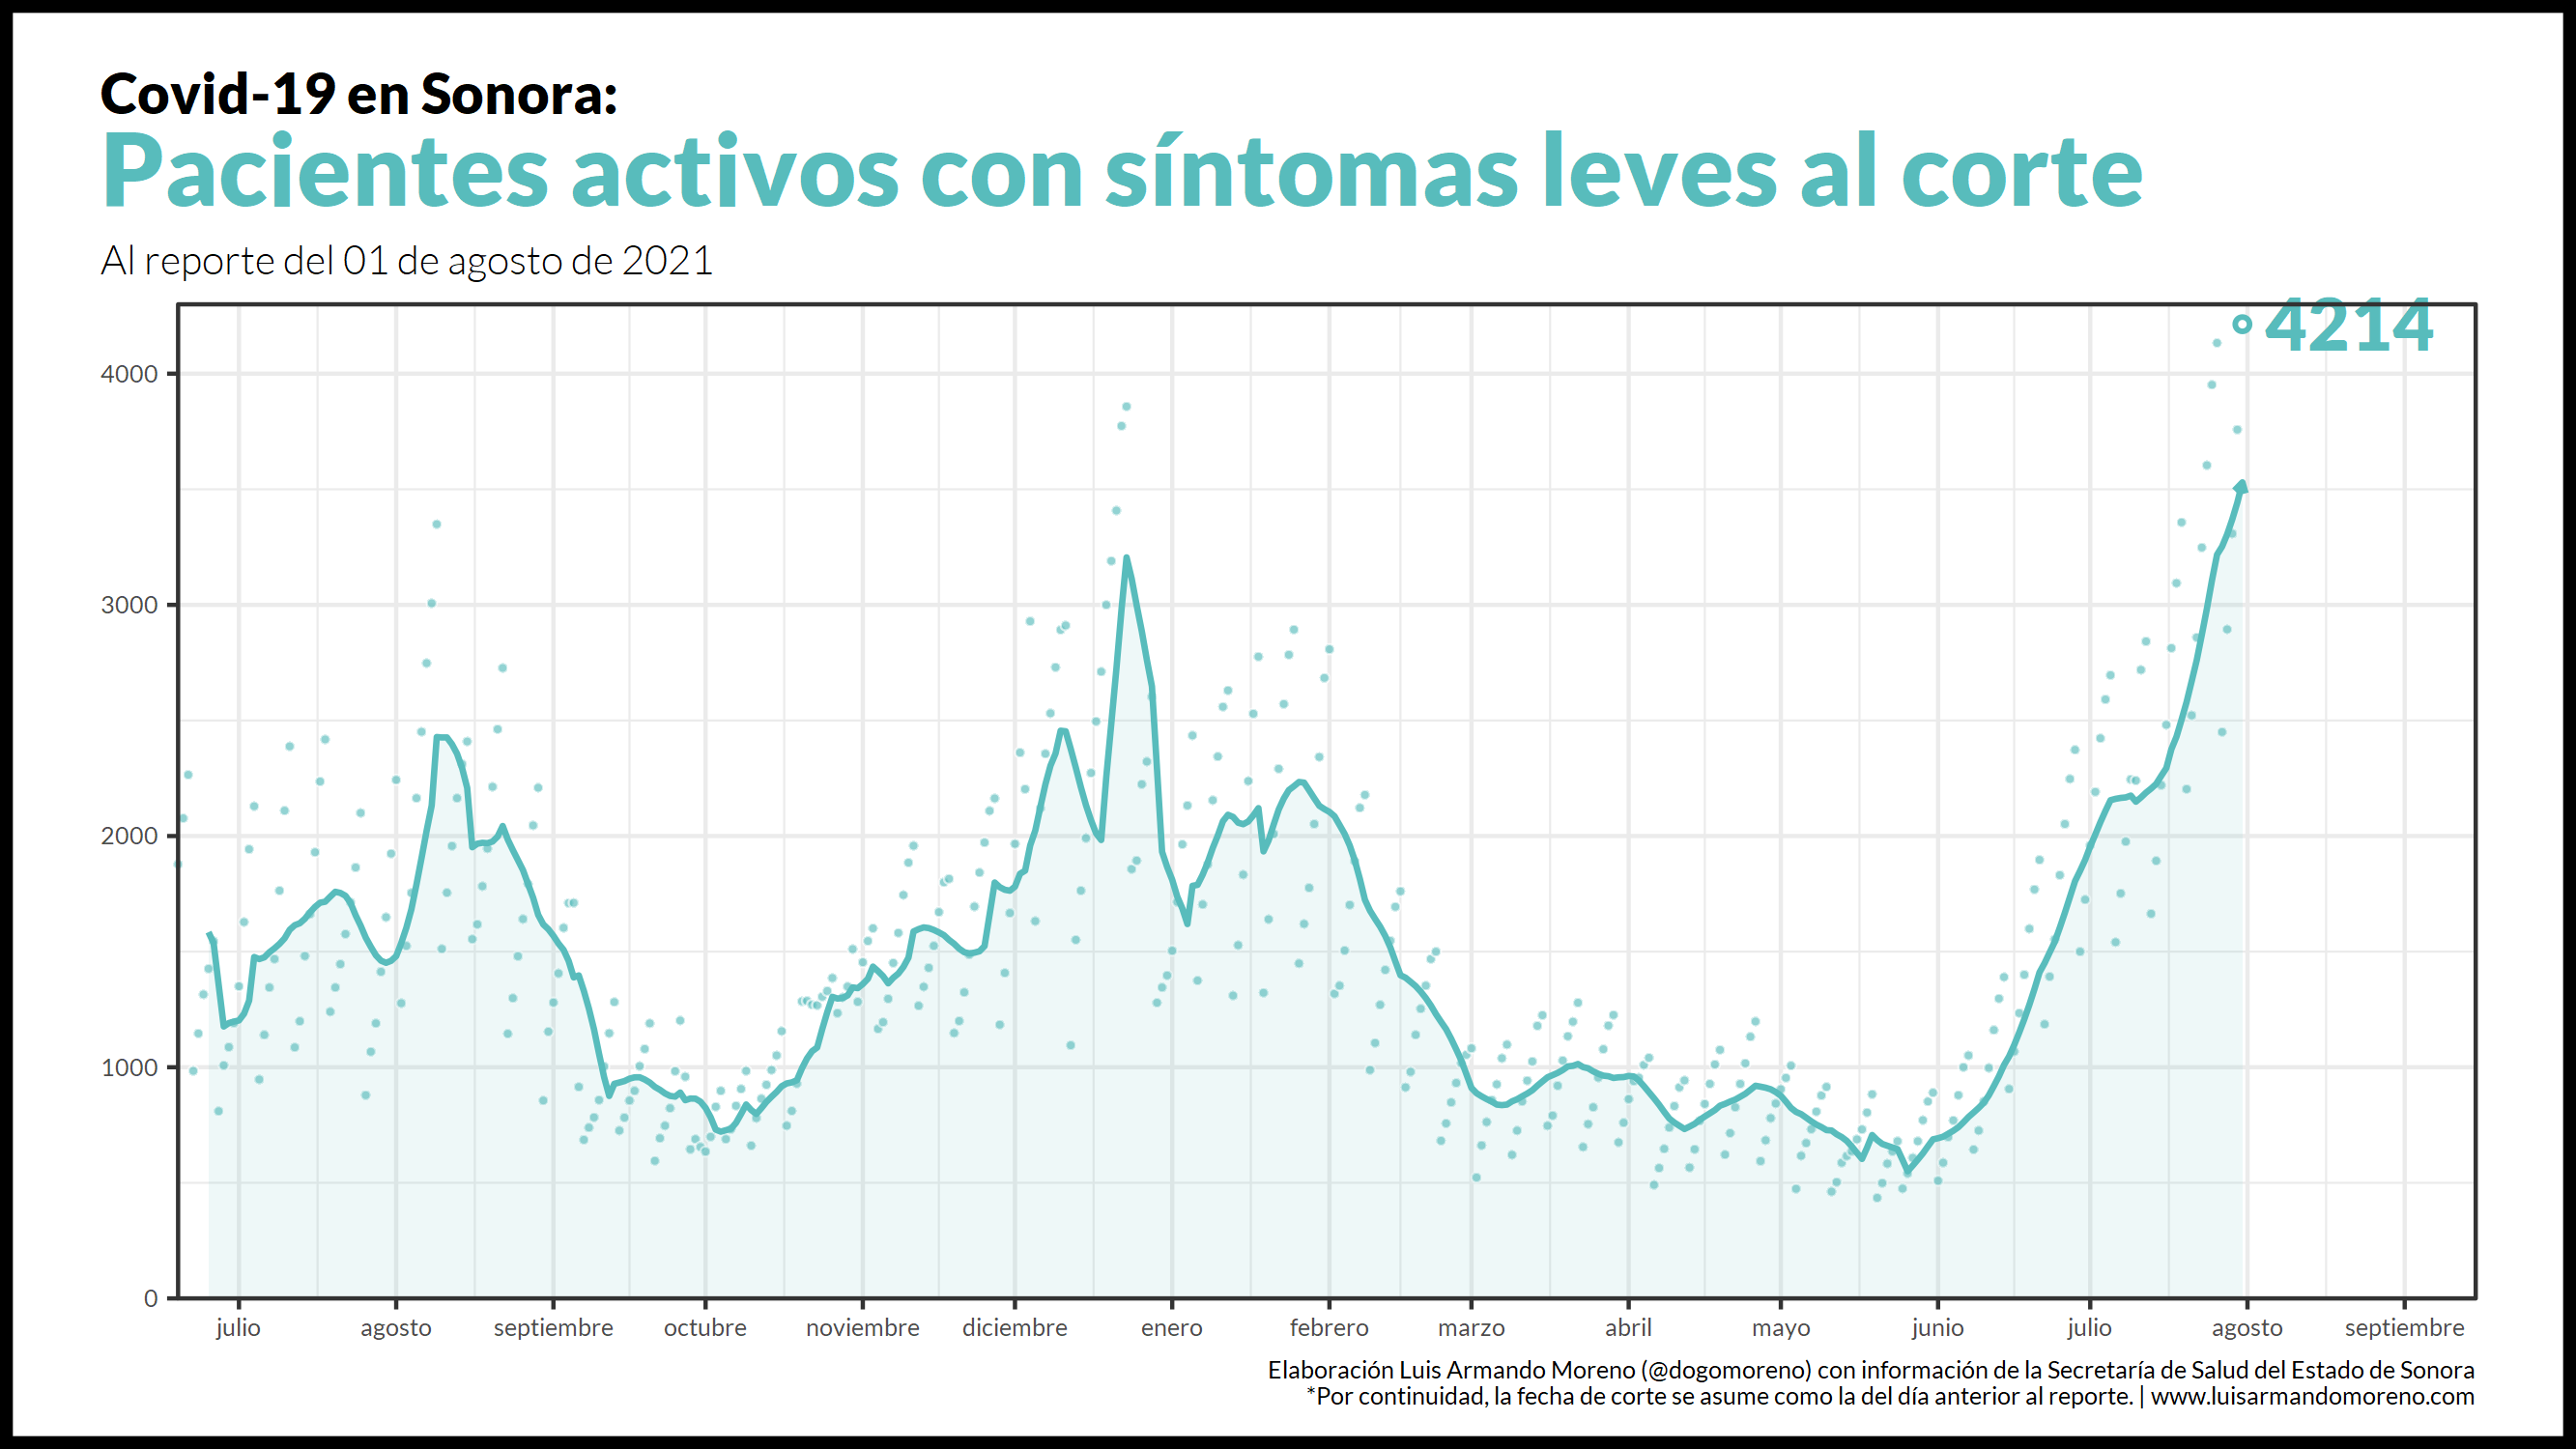 Covid-19 en Sonora:
Pacientes activos con síntomas leves al corte
Al reporte del 01 de agosto de 2021
4214
4000
3000
2000
1000
0
julio agosto septiembre octubre noviembre diciembre enero febrero marzo abril mayo junio julio agosto septiembre
Elaboración Luis Armando Moreno (@dogomoreno) con información de la Secretaría de Salud del Estado de Sonora
*Por continuidad, la fecha de corte se asume como la del día anterior al reporte. | www.luisarmandomoreno.com